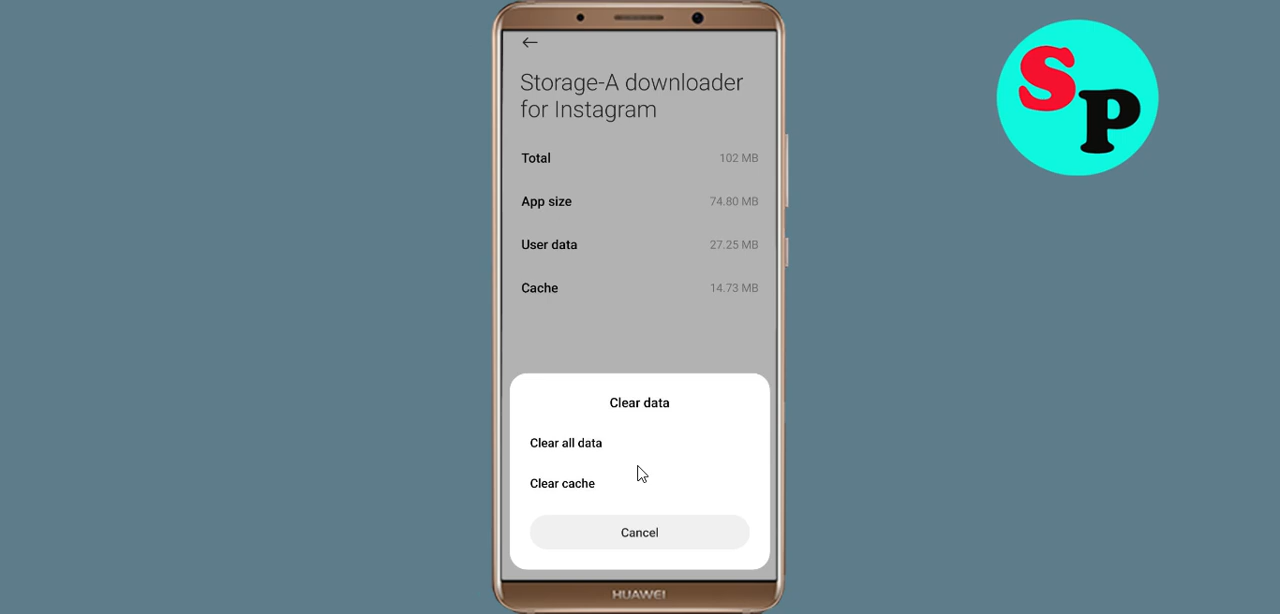 Storage-A downloader
for Instagram
Total 102 MB
App size 74.80 MB
User data 27.25 MB
Cache 14.73 MB
Clear data
Clear all data
Clear cache
Cancel
HUAWEI
SP